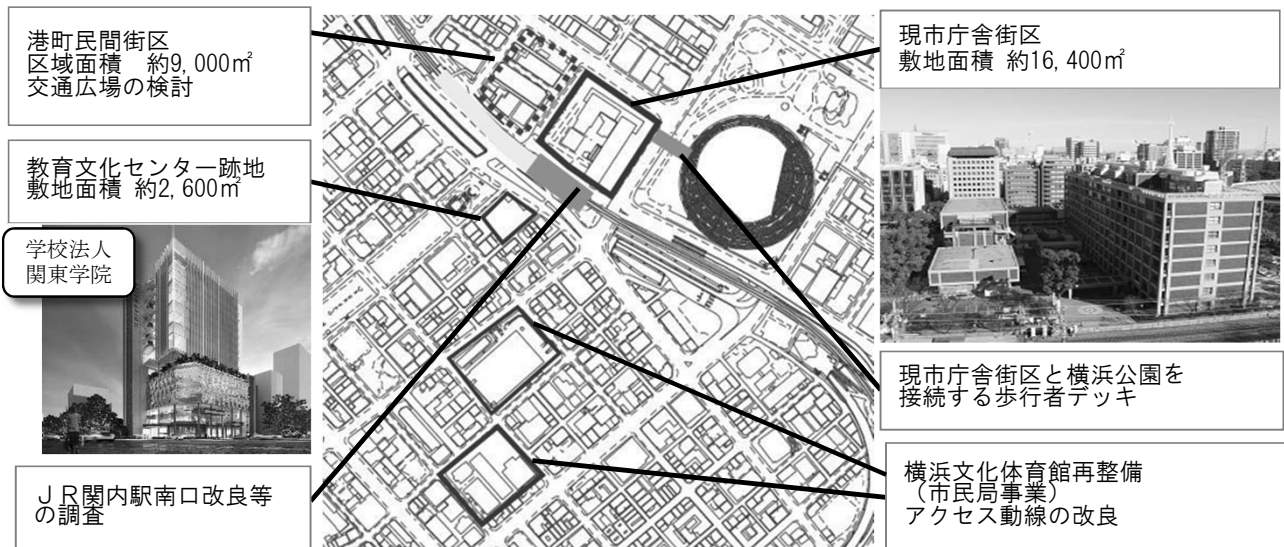 港町民間街区
区域面積　約9,000㎡
交通広場の検討
教育文化センター跡地
敷地面積 約2,600㎡
学校法人
関東学院
ＪＲ関内駅南口改良等
の調査
現市庁舎街区
敷地面積 約16,400㎡
現市庁舎街区と横浜公園を
接続する歩行者デッキ
横浜文化体育館再整備
（市民局事業）
アクセス動線の改良